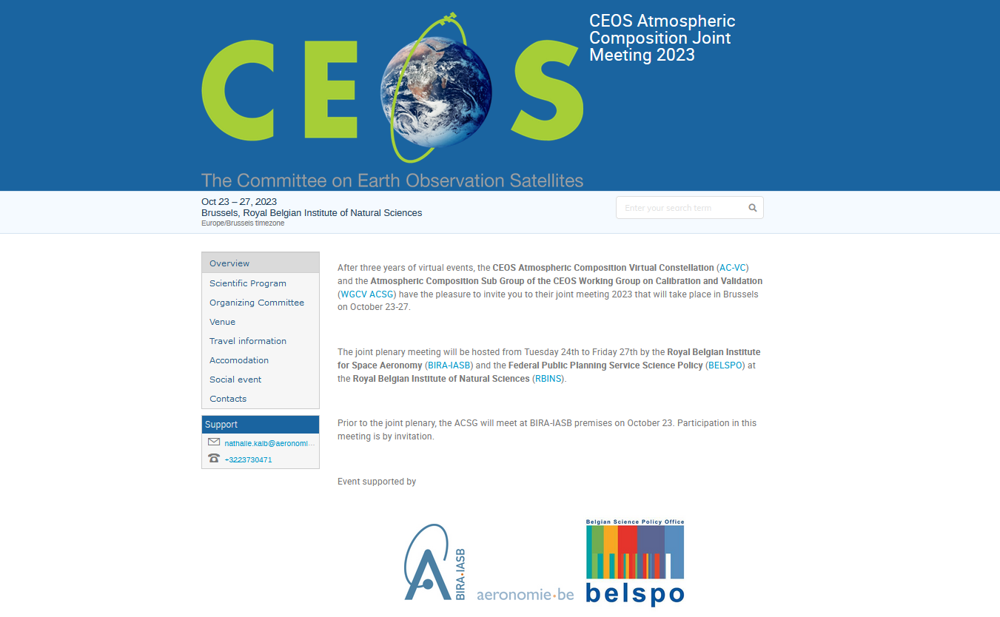 CEOS
The Committee on Earth Observation Satellites
CEOS Atmospheric
Composition Joint
Meeting 2023
Oct 23 – 27, 2023
Brussels, Royal Belgian Institute of Natural Sciences
Europe/Brussels timezone
Enter your search term
Overview
Scientific Program
Organizing Committee
Venue
Travel information
Accomodation
Social event
Contacts
Support
nathalie.kalb@aeronomi...
+3223730471
After three years of virtual events, the CEOS Atmospheric Composition Virtual Constellation (AC-VC)
and the Atmospheric Composition Sub Group of the CEOS Working Group on Calibration and Validation
(WGCV ACSG) have the pleasure to invite you to their joint meeting 2023 that will take place in Brussels
on October 23-27.
The joint plenary meeting will be hosted from Tuesday 24th to Friday 27th by the Royal Belgian Institute
for Space Aeronomy (BIRA-IASB) and the Federal Public Planning Service Science Policy (BELSPO) at
the Royal Belgian Institute of Natural Sciences (RBINS).
Prior to the joint plenary, the ACSG will meet at BIRA-IASB premises on October 23. Participation in this
meeting is by invitation.
Event supported by
BIRA•IASB
aeronomie•be
Belgian Science Policy Office
belspo